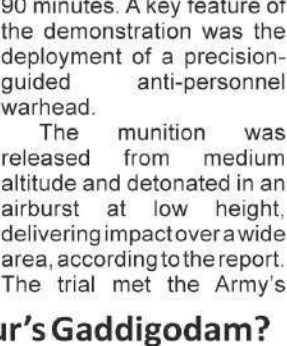 90 minutes. A key feature of
the demonstration was the
deployment of a precision-
guided anti-personnel
warhead.
The munition was
released from medium
altitude and detonated in an
airburst at low height,
delivering impact over a wide
area, according to the report.
The trial met the Army's
ur's Gaddigodam?